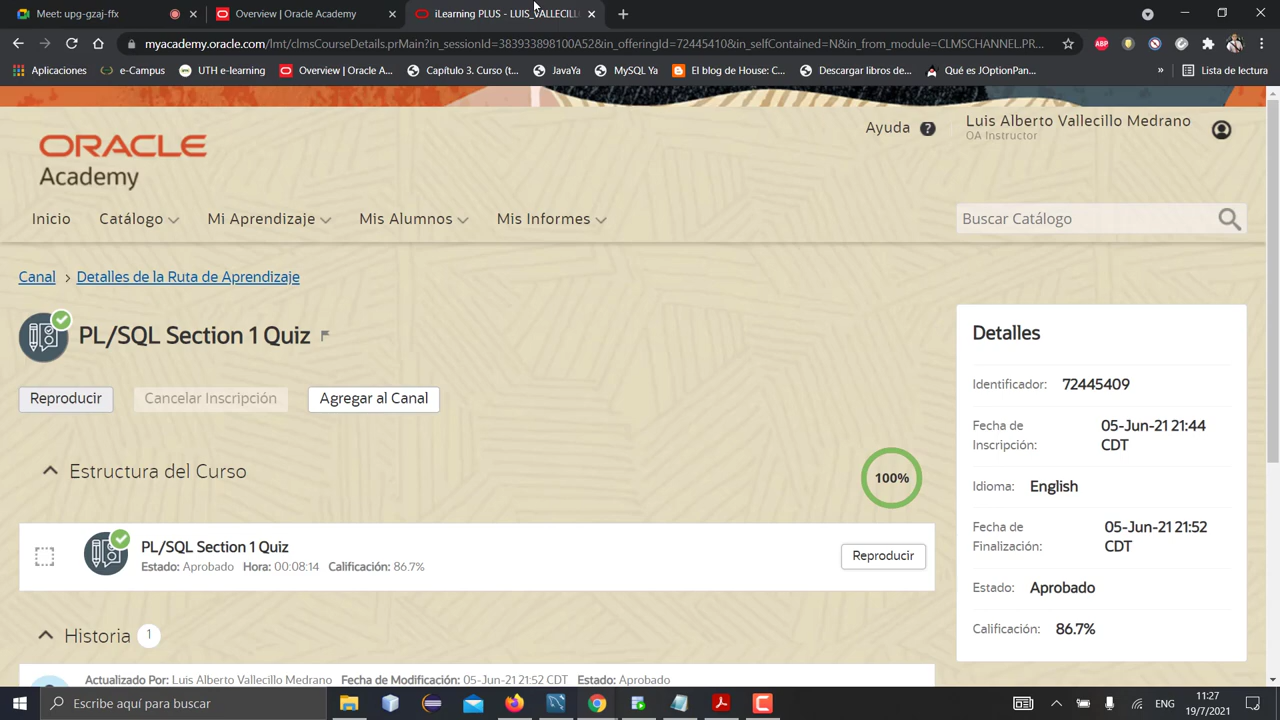 Meet: upg-gzaj-ffx
Overview | Oracle Academy
iLearning PLUS - LUIS_VALLECILL
myacademy.oracle.com/lmt/clmsCourseDetails.prMain?in_sessionId=383933898100A52&in_offeringId=72445410&in_selfContained=N&in_from_module=CLMSCHANNEL.PR...
Aplicaciones
e-Campus
UTH e-learning
Overview | Oracle A...
Capítulo 3. Curso (t...
JavaYa
MySQL Ya
El blog de House: C...
Descargar libros de...
Qué es JOptionPan...
»
Lista de lectura
ORACLE
Academy
Ayuda ?
Luis Alberto Vallecillo Medrano
OA Instructor
Inicio
Catálogo
Mi Aprendizaje
Mis Alumnos
Mis Informes
Buscar Catálogo
Canal > Detalles de la Ruta de Aprendizaje
PL/SQL Section 1 Quiz
Reproducir
Cancelar Inscripción
Agregar al Canal
Estructura del Curso
100%
PL/SQL Section 1 Quiz
Estado: Aprobado Hora: 00:08:14 Calificación: 86.7%
Reproducir
Historia 1
Actualizado Por: Luis Alberto Vallecillo Medrano Fecha de Modificación: 05-Jun-21 21:52 CDT Estado: Aprobado
Detalles
Identificador: 72445409
Fecha de Inscripción: 05-Jun-21 21:44 CDT
Idioma: English
Fecha de Finalización: 05-Jun-21 21:52 CDT
Estado: Aprobado
Calificación: 86.7%
Escribe aquí para buscar
ENG
11:27
19/7/2021